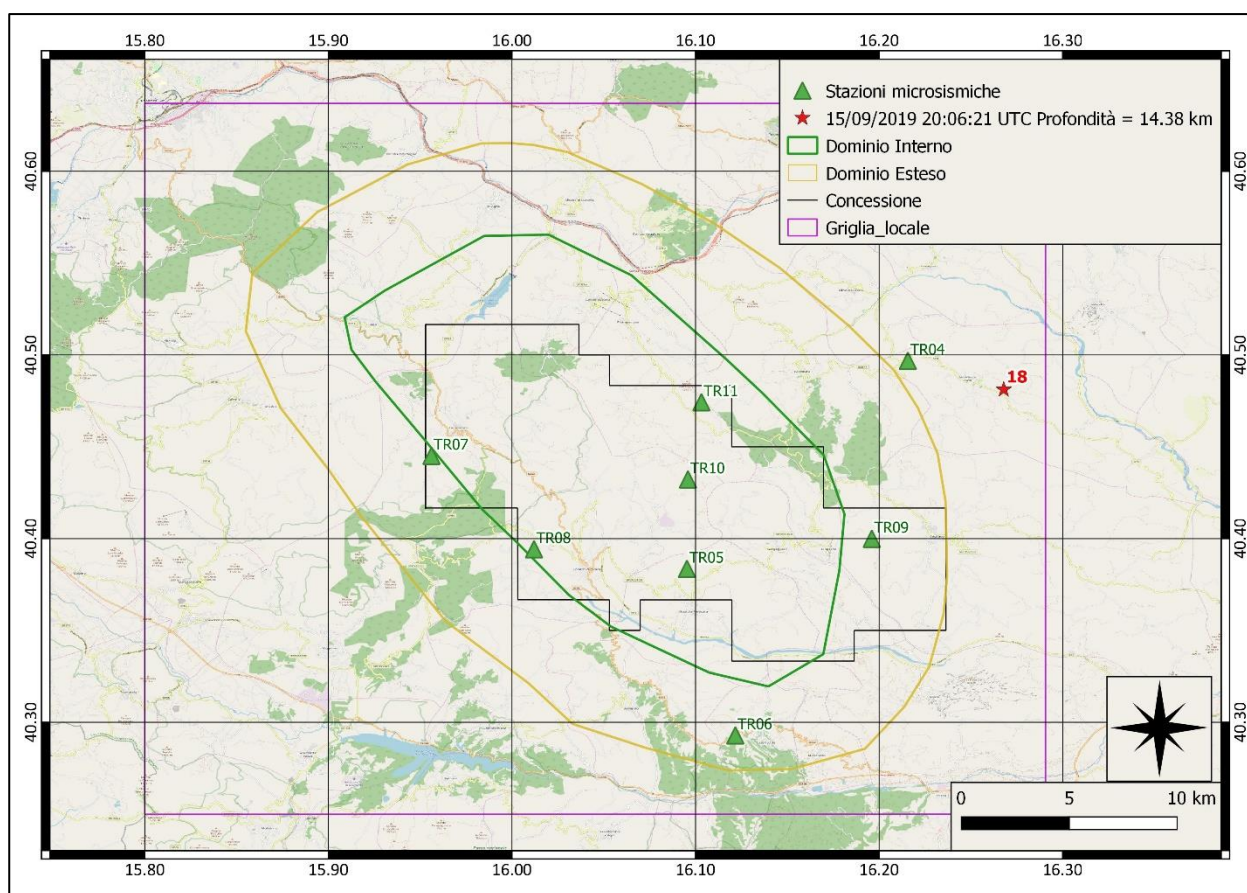 15.80 15.90 16.00 16.10 16.20 16.30
Stazioni microsismiche
15/09/2019 20:06:21 UTC Profondità = 14.38 km
Dominio Interno
Dominio Esteso
Concessione
Griglia_locale
40.60 40.60
40.50 40.50
TR04
18
TR11
TR07
TR10
40.40 40.40
TR09
TR08
TR05
40.30 40.30
TR06
0 5 10 km
15.80 15.90 16.00 16.10 16.20 16.30